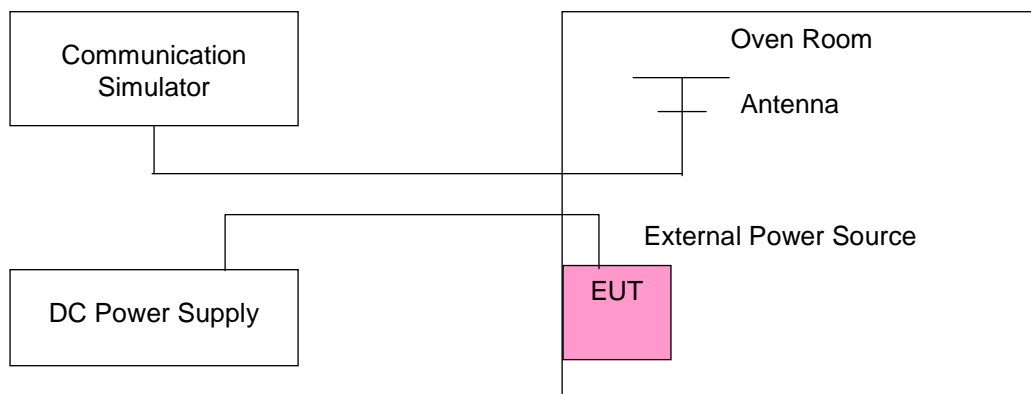 Communication
Simulator
Oven Room
Antenna
External Power Source
DC Power Supply
EUT